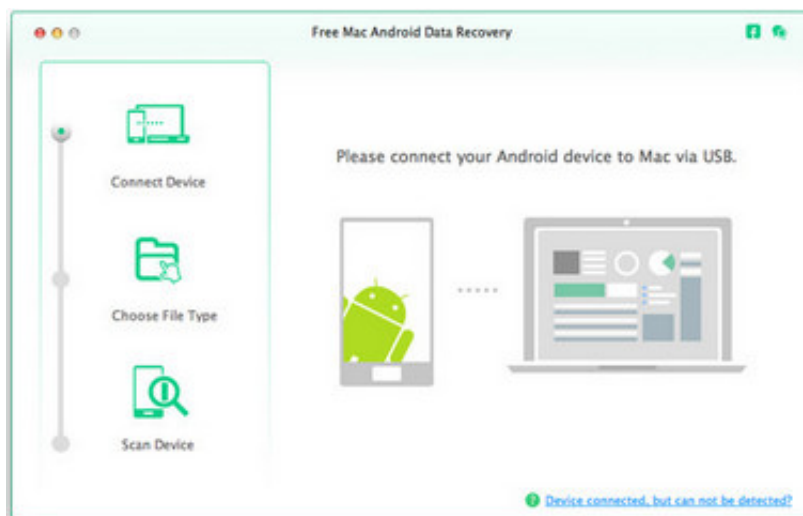 Free Mac Android Data Recovery
Connect Device
Choose File Type
Scan Device
Please connect your Android device to Mac via USB.
Device connected, but can not be detected?